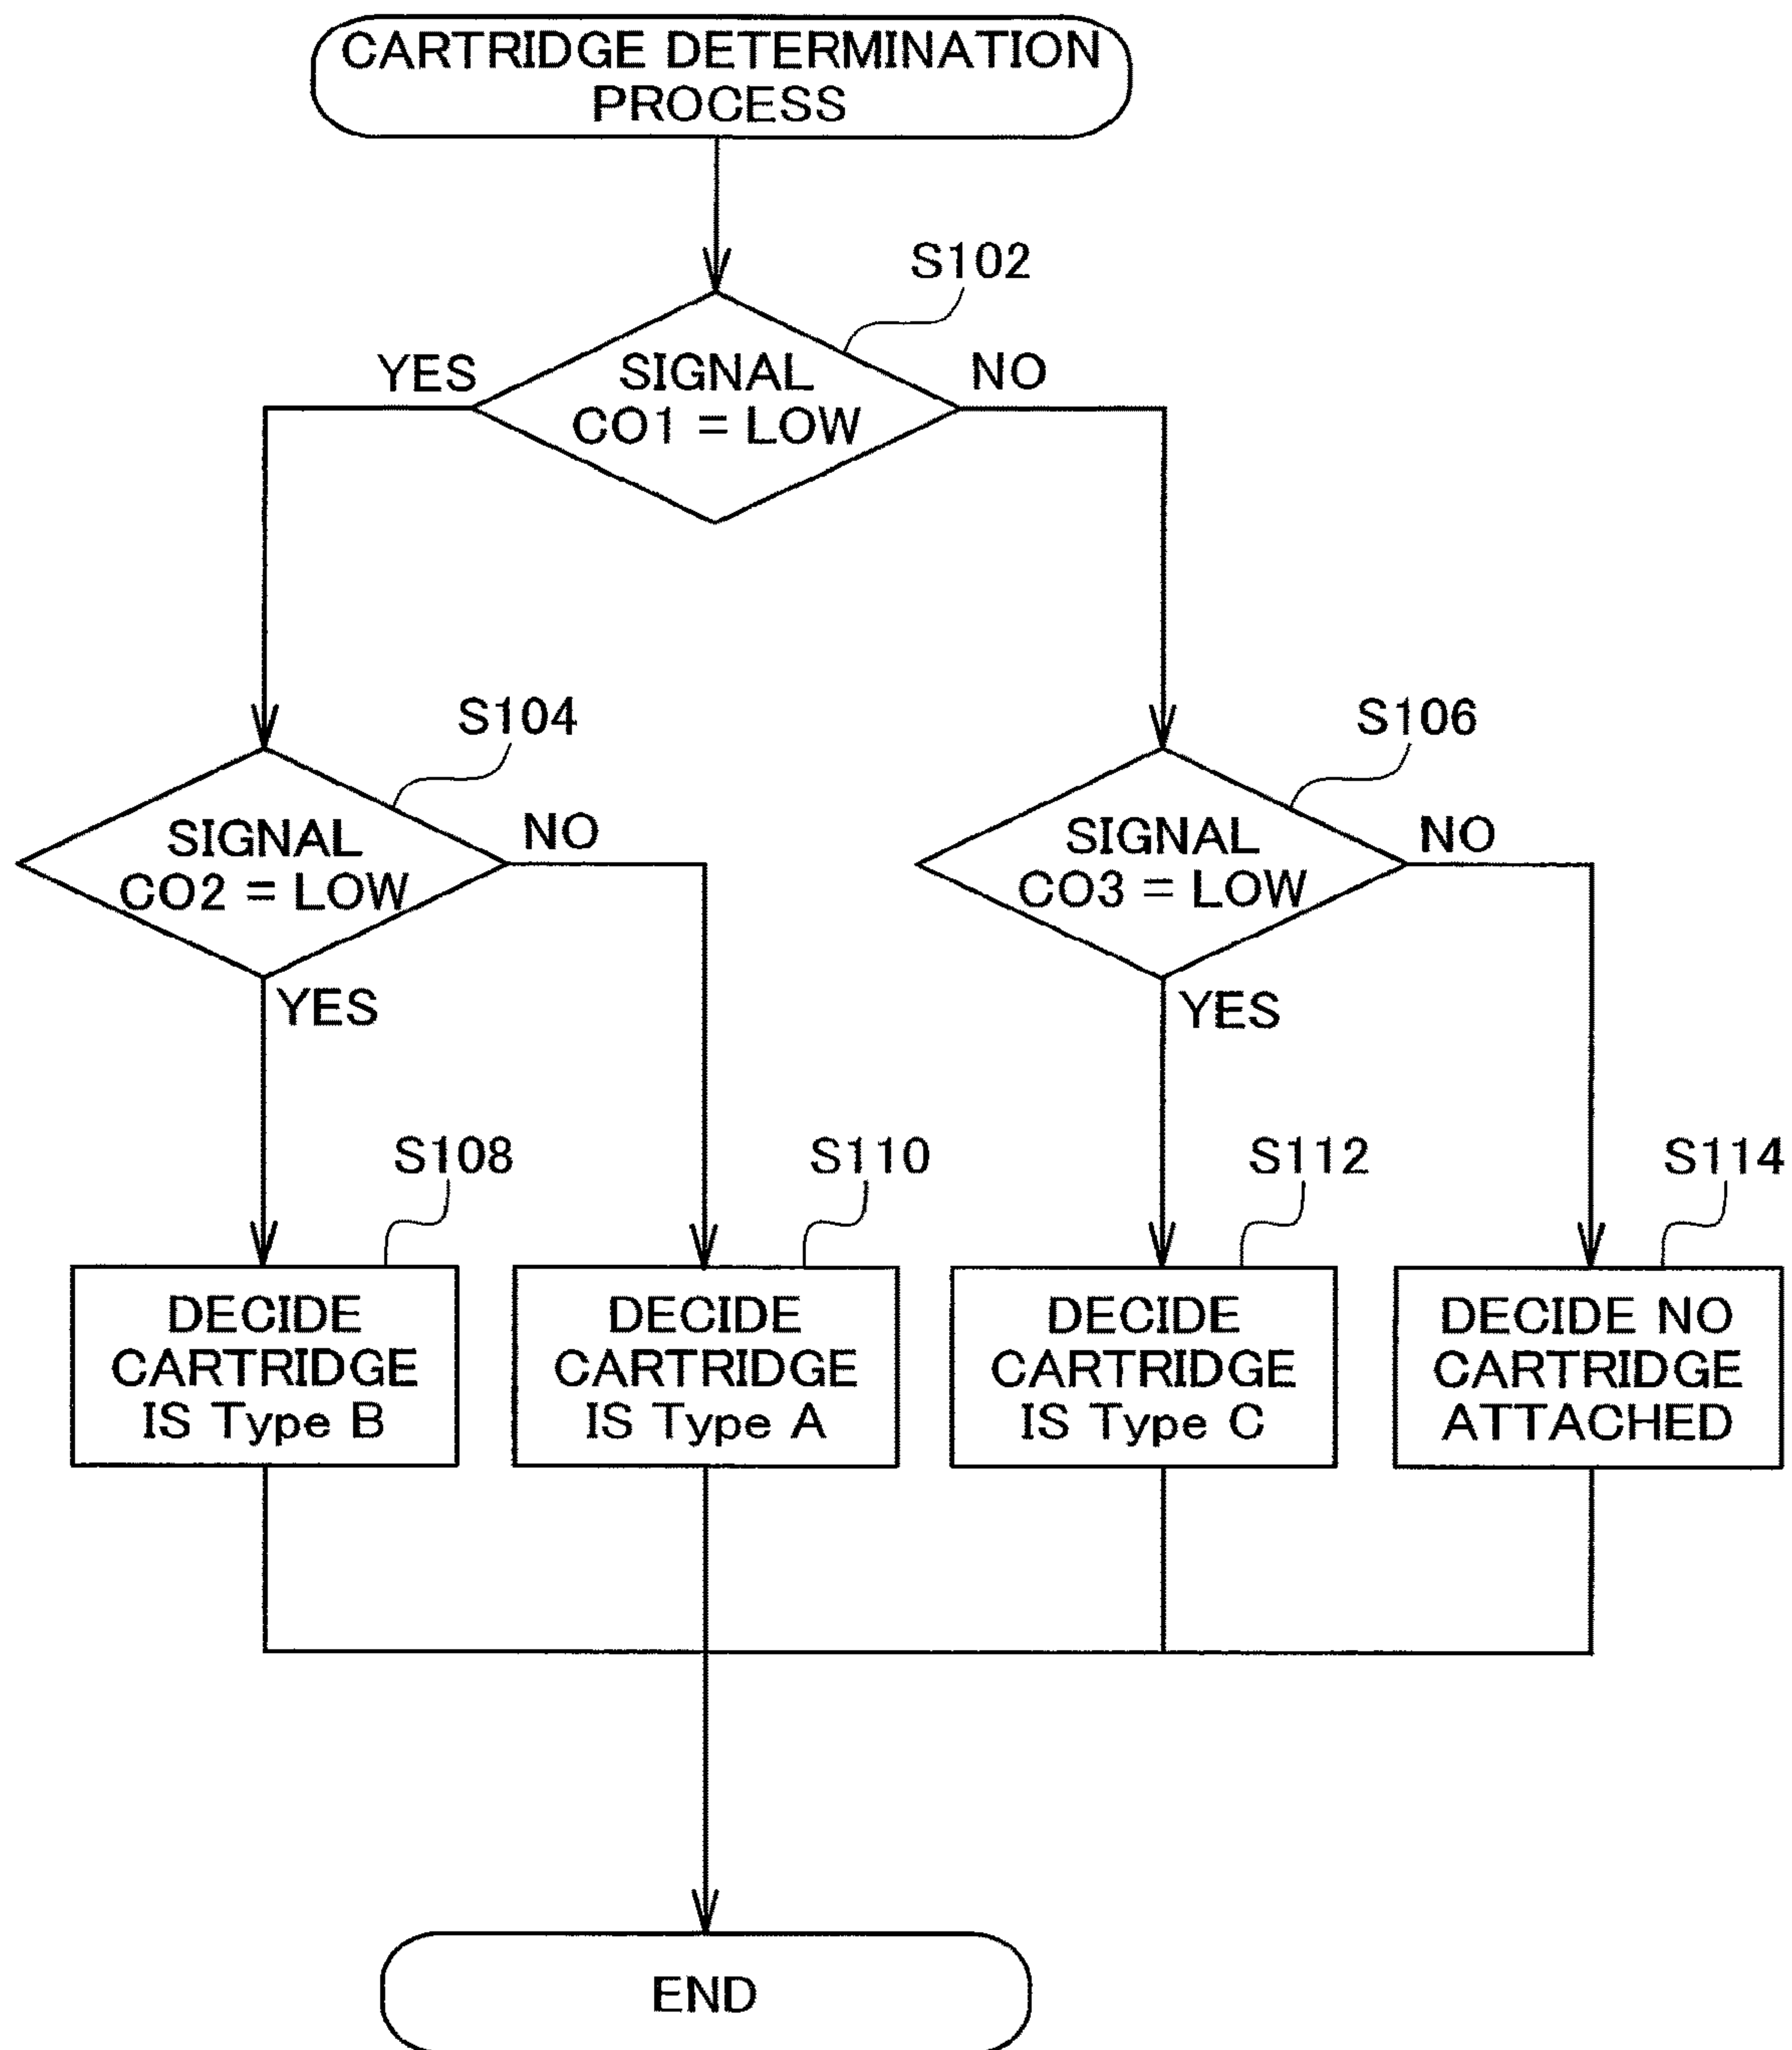 CARTRIDGE DETERMINATION
PROCESS
S102
YES
SIGNAL
CO1 = LOW
NO
S104
S106
SIGNAL
CO2 = LOW
NO
YES
SIGNAL
CO3 = LOW
NO
YES
S108
S110
S112
S114
DECIDE
CARTRIDGE
IS Type B
DECIDE
CARTRIDGE
IS Type A
DECIDE
CARTRIDGE
IS Type C
DECIDE NO
CARTRIDGE
ATTACHED
END